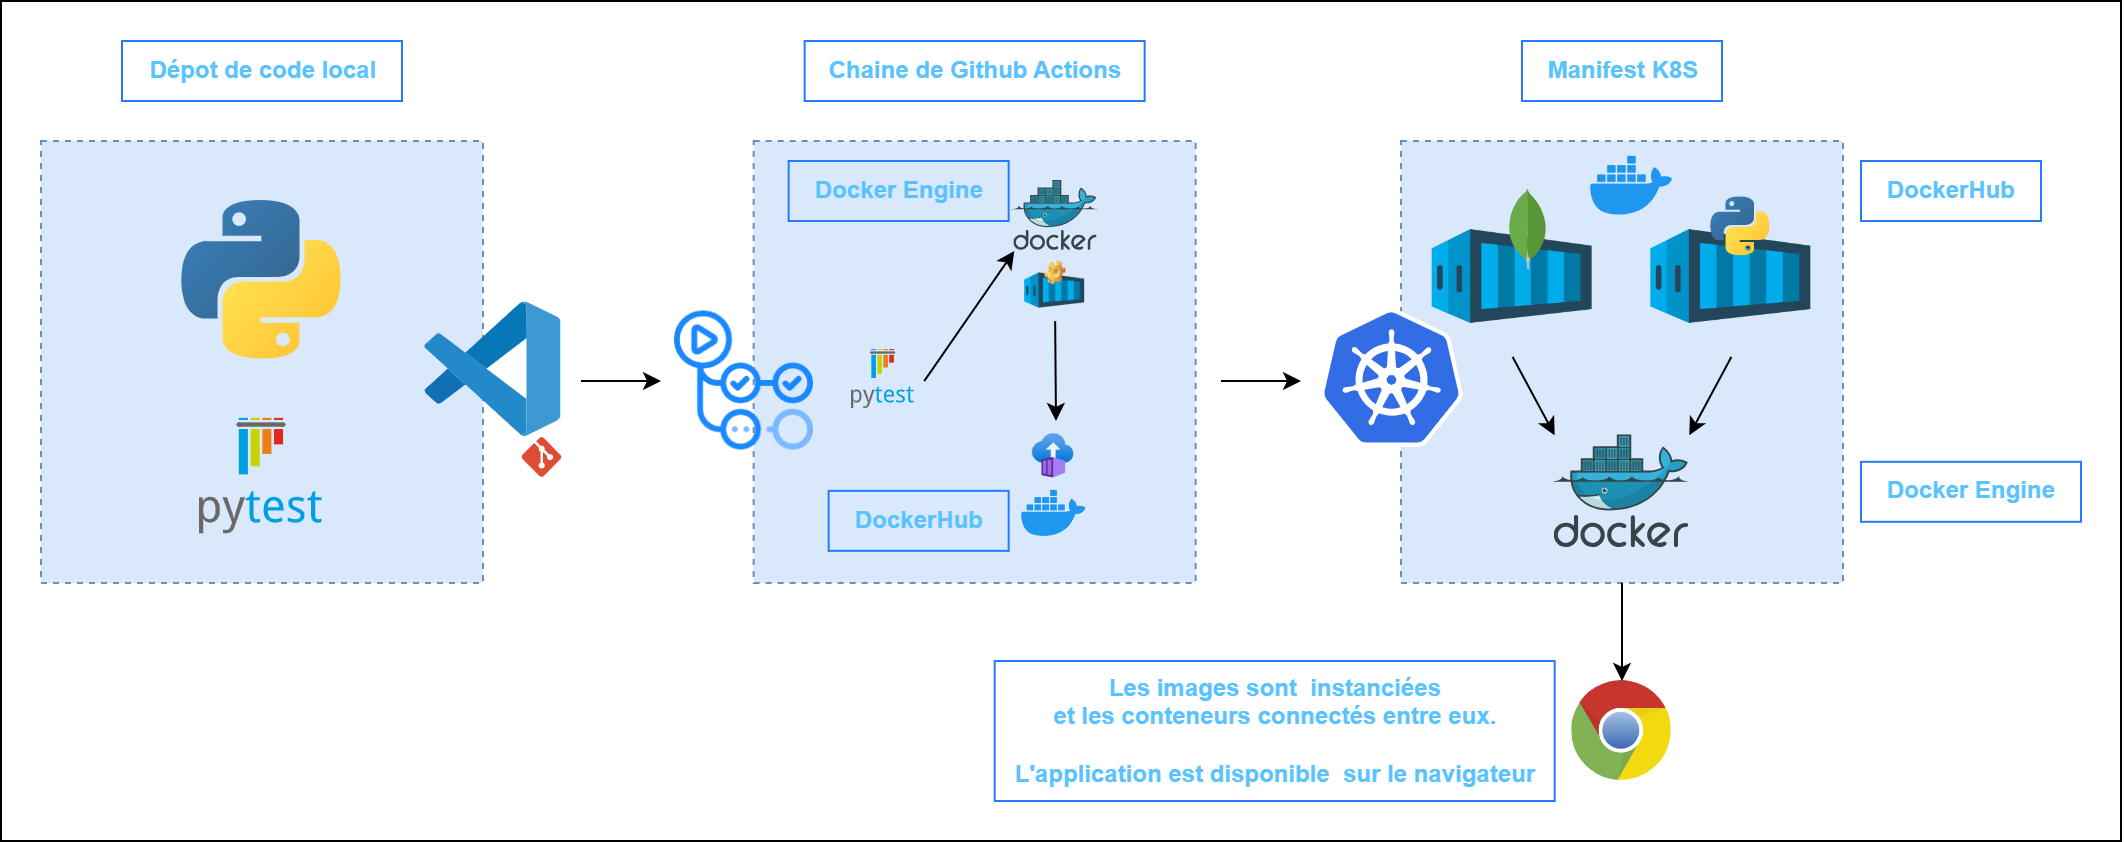 Dépot de code local
Chaine de Github Actions
Manifest K8S
pytest
Docker Engine
docker
pytest
DockerHub
DockerHub
docker
Docker Engine
Les images sont  instanciées
et les conteneurs connectés entre eux.
L'application est disponible  sur le navigateur